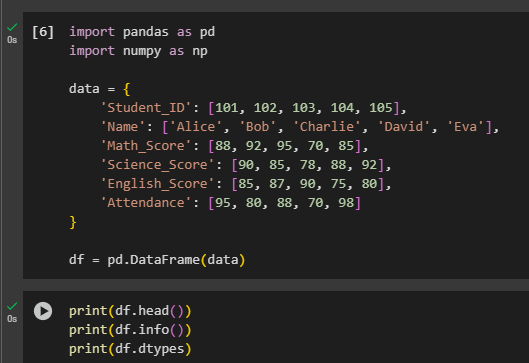 [6] import pandas as pd
import numpy as np
data = {
'Student_ID': [101, 102, 103, 104, 105],
'Name': ['Alice', 'Bob', 'Charlie', 'David', 'Eva'],
'Math_Score': [88, 92, 95, 70, 85],
'Science_Score': [90, 85, 78, 88, 92],
'English_Score': [85, 87, 90, 75, 80],
'Attendance': [95, 80, 88, 70, 98]
}
df = pd.DataFrame(data)
0s
print(df.head())
print(df.info())
print(df.dtypes)
0s